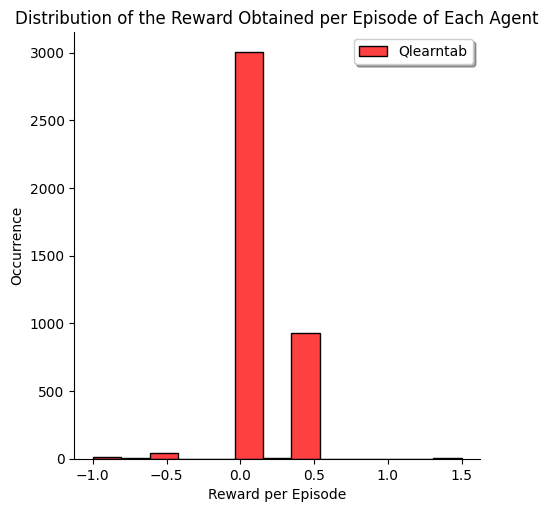 Distribution of the Reward Obtained per Episode of Each Agent
Qlearntab
3000
2500
2000
1500
1000
500
0
Occurrence
−1.0 −0.5 0.0 0.5 1.0 1.5
Reward per Episode